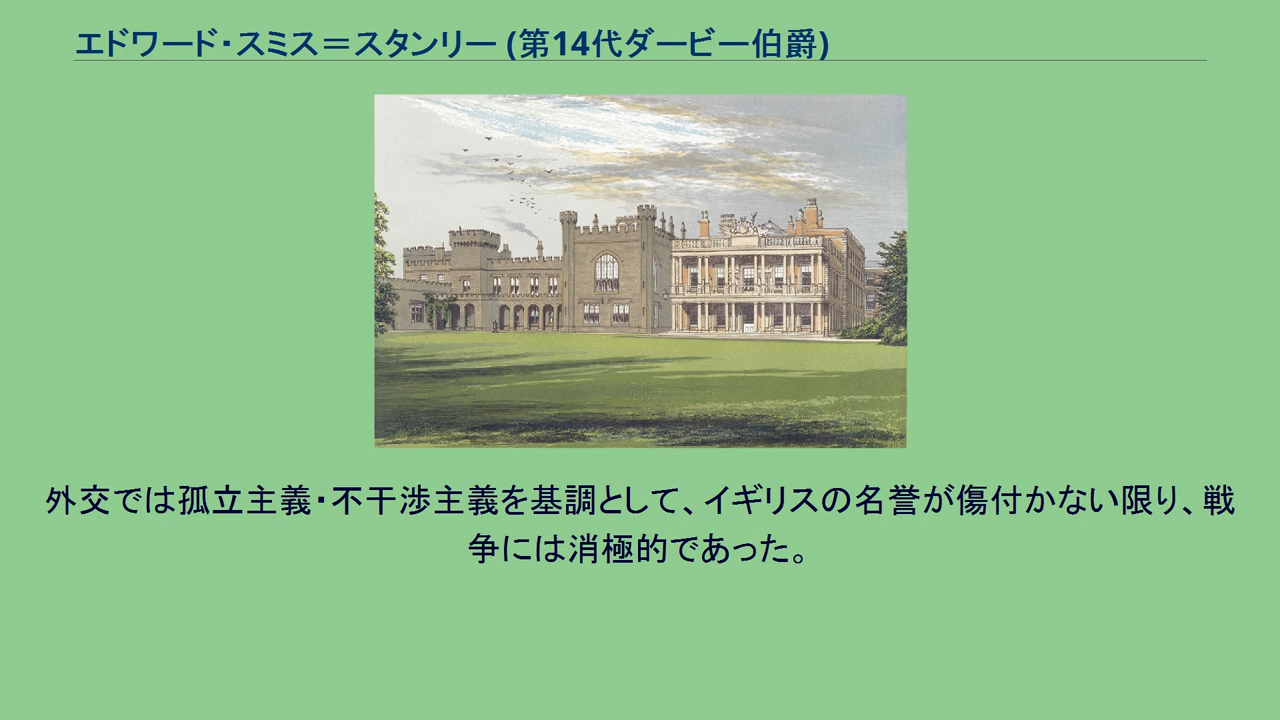 エドワード・スミス＝スタンリー (第14代ダービー伯爵)
外交では孤立主義・不干渉主義を基調として、イギリスの名誉が傷付かない限り、戦
争には消極的であった。